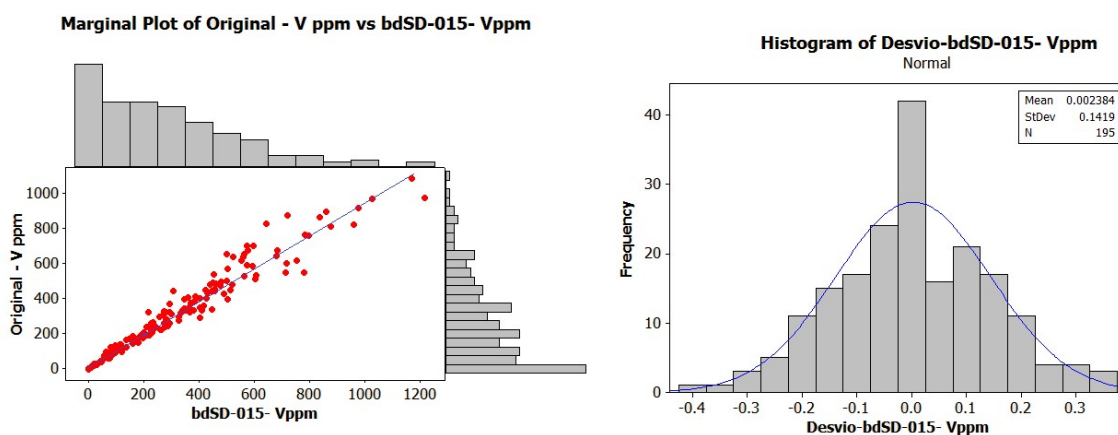 Marginal Plot of Original - V ppm vs bdSD-015- Vppm
Original - V ppm
1000
800
600
400
200
0
0 200 400 600 800 1000 1200
bdSD-015- Vppm
Histogram of Desvio-bdSD-015- Vppm
Normal
Mean 0.002384
StDev 0.1419
N 195
Frequency
40
30
20
10
0
-0.4 -0.3 -0.2 -0.1 0.0 0.1 0.2 0.3
Desvio-bdSD-015- Vppm